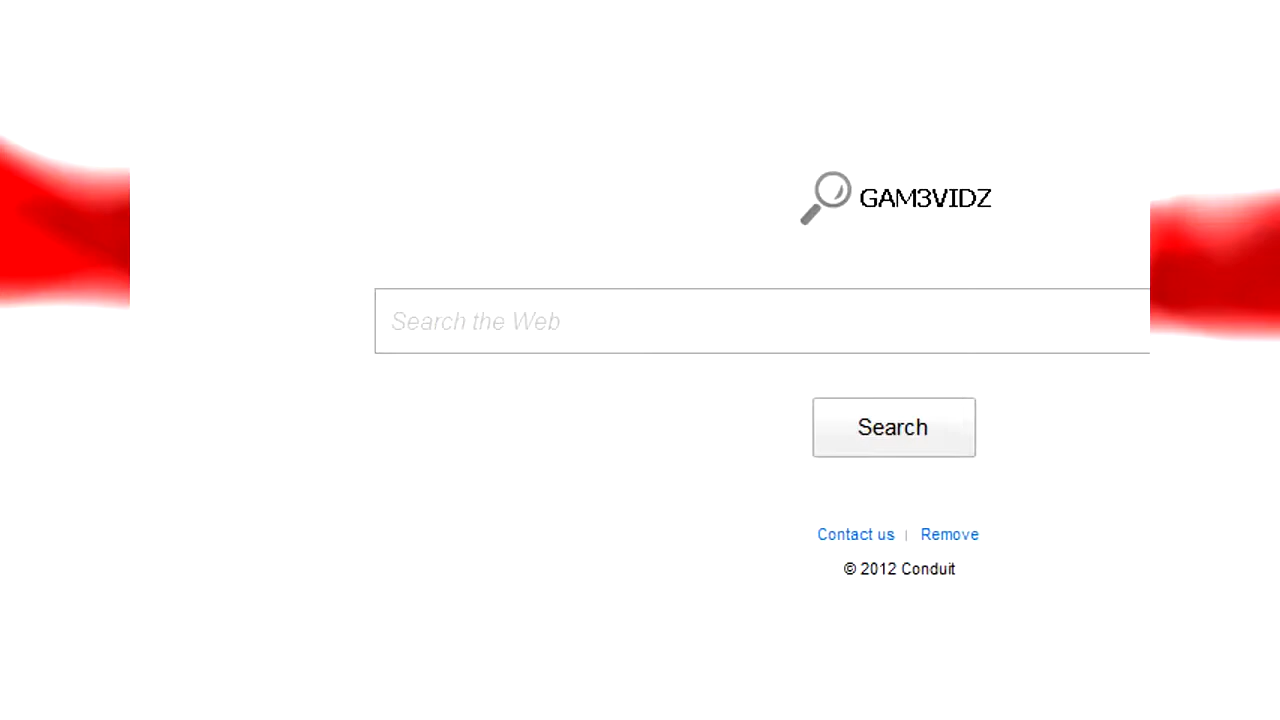 GAM3VIDZ
Search the Web
Search
Contact us | Remove
© 2012 Conduit